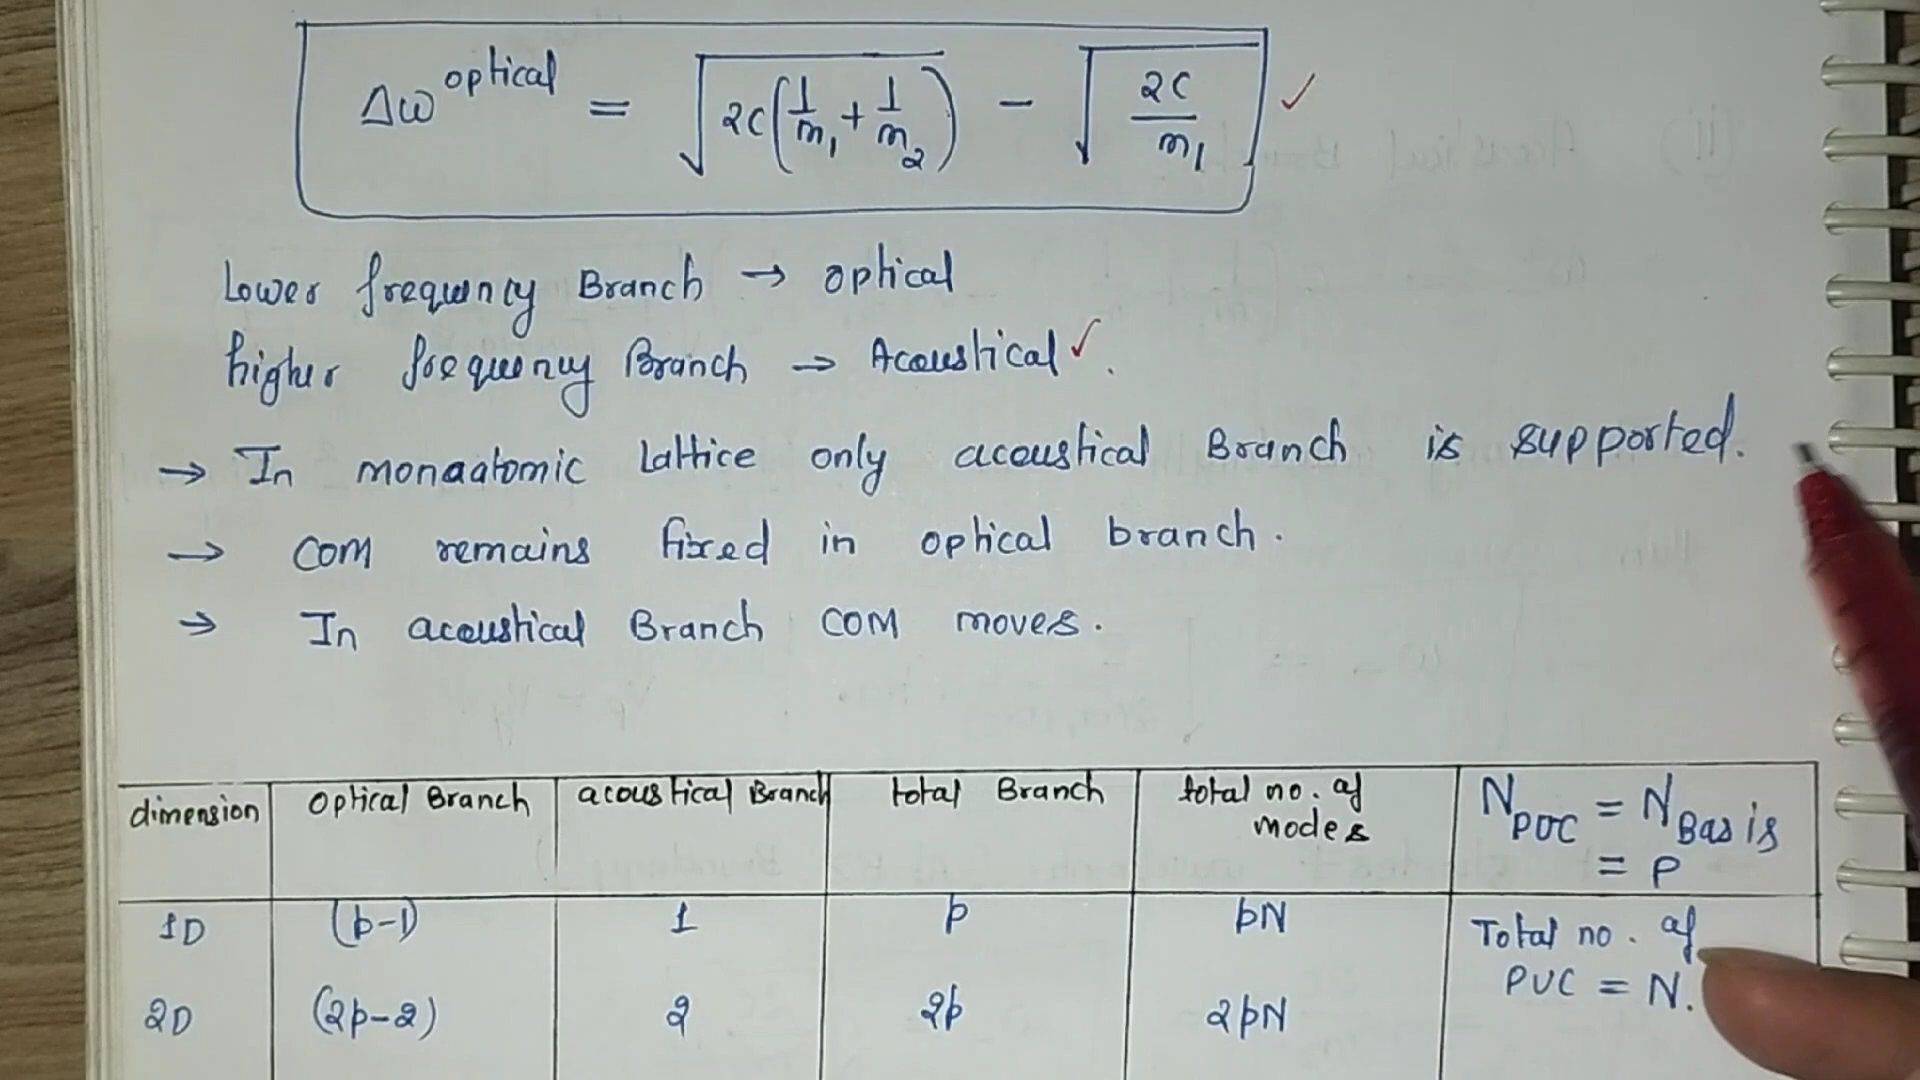 Δω^optical = √(2C(1/m₁ + 1/m₂)) − √(2C/m₁) ✓
Lower frequency Branch → optical
higher frequency Branch → Acoustical ✓.
→ In monoatomic Lattice only acoustical Branch is supported.
→ COM remains fixed in optical branch.
→ In acoustical Branch COM moves.
dimension | Optical Branch | acoustical Branch | total Branch | total no. of modes | N_PUC = N_Basis = P
1D | (p-1) | 1 | p | pN | Total no. of PUC = N.
2D | (2p-2) | 2 | 2p | 2pN